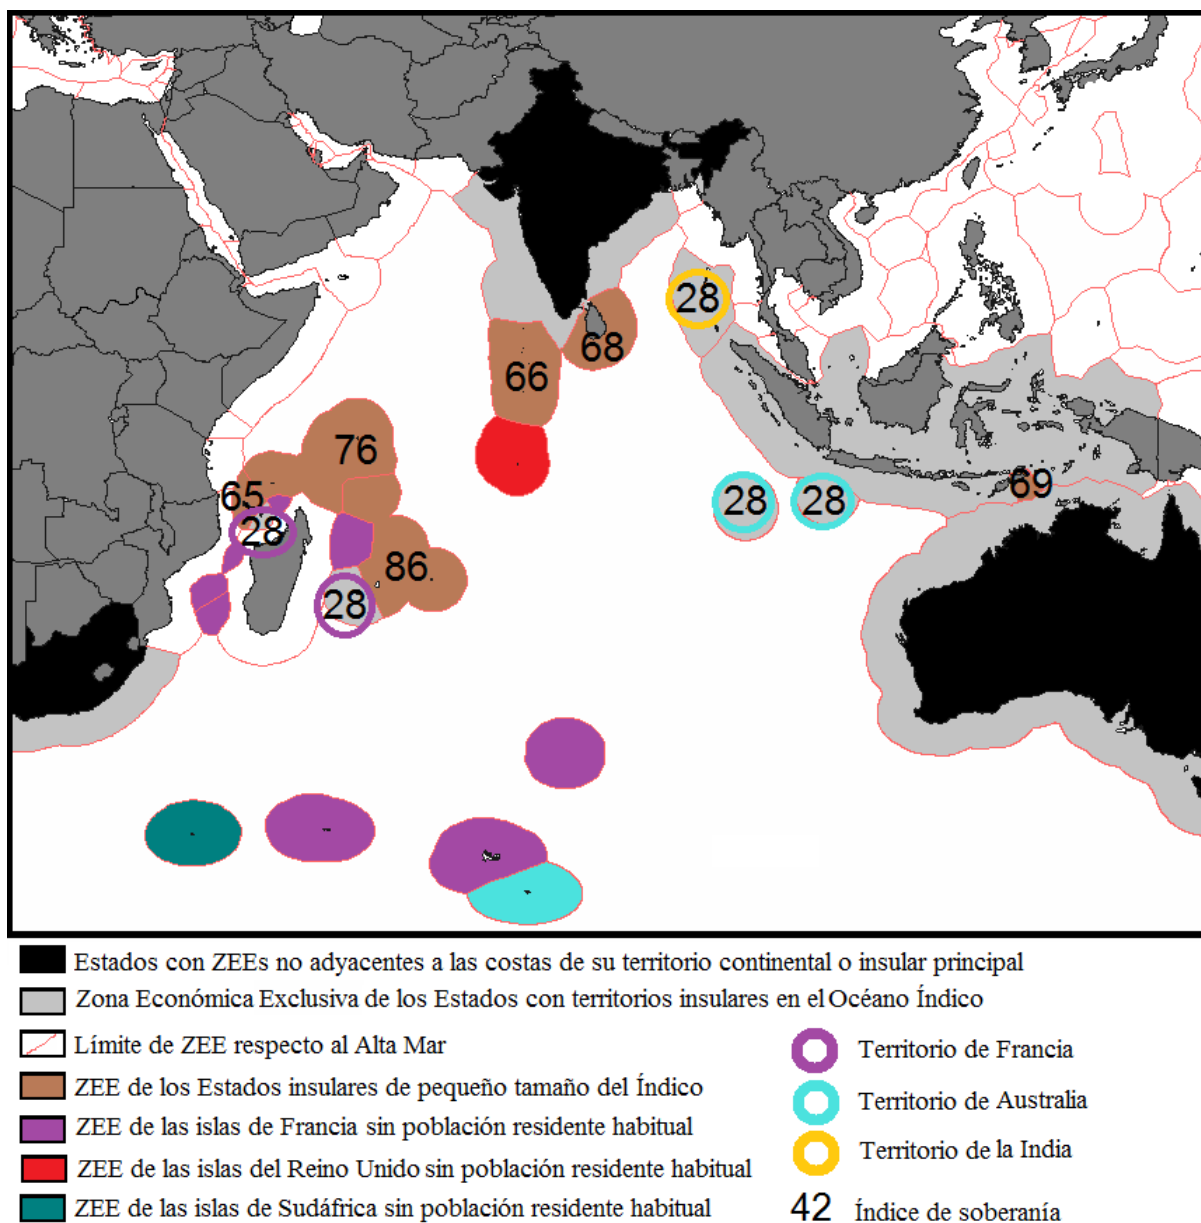 28
68
66
76
65
28
28
28
69
86
28
Estados con ZEEs no adyacentes a las costas de su territorio continental o insular principal
Zona Económica Exclusiva de los Estados con territorios insulares en el Océano Índico
Límite de ZEE respecto al Alta Mar
ZEE de los Estados insulares de pequeño tamaño del Índico
ZEE de las islas de Francia sin población residente habitual
ZEE de las islas del Reino Unido sin población residente habitual
ZEE de las islas de Sudáfrica sin población residente habitual
Territorio de Francia
Territorio de Australia
Territorio de la India
42 Índice de soberanía